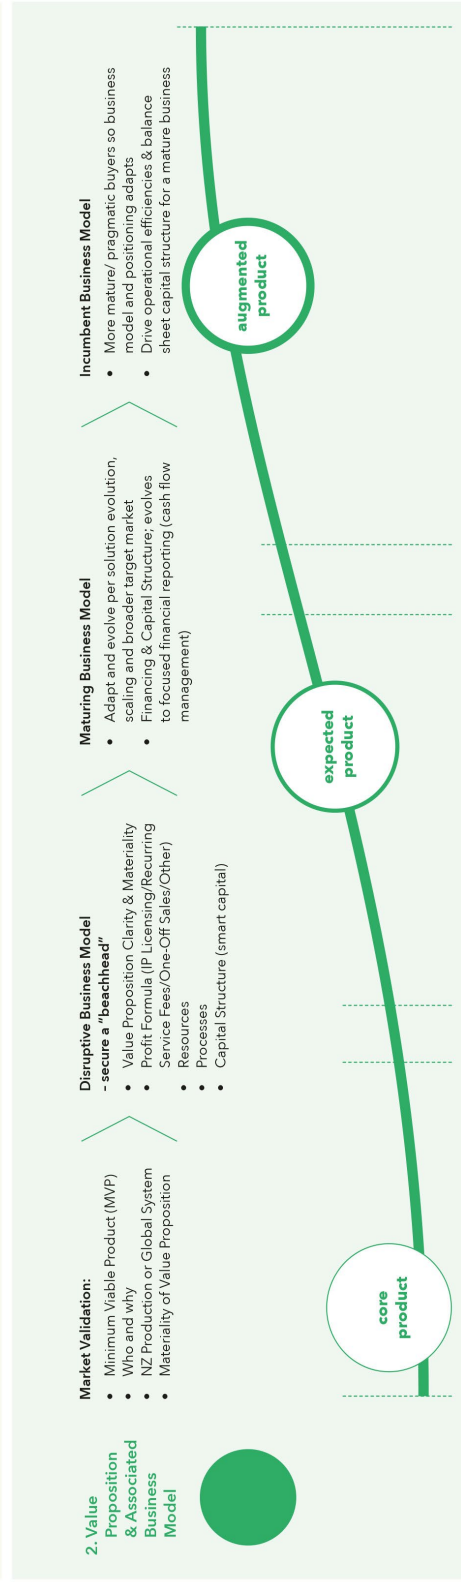 2. Value
Proposition
& Associated
Business
Model
Market Validation:
• Minimum Viable Product (MVP)
• Who and why
• NZ Production or Global System
• Materiality of Value Proposition
Disruptive Business Model
– secure a "beachhead"
• Value Proposition Clarity & Materiality
• Profit Formula (IP Licensing/Recurring
Service Fees/One-Off Sales/Other)
• Resources
• Processes
• Capital Structure (smart capital)
Maturing Business Model
• Adapt and evolve per solution evolution,
scaling and broader target market
• Financing & Capital Structure; evolves
to focused financial reporting (cash flow
management)
Incumbent Business Model
• More mature/ pragmatic buyers so business
model and positioning adapts
• Drive operational efficiencies & balance
sheet capital structure for a mature business
core
product
expected
product
augmented
product